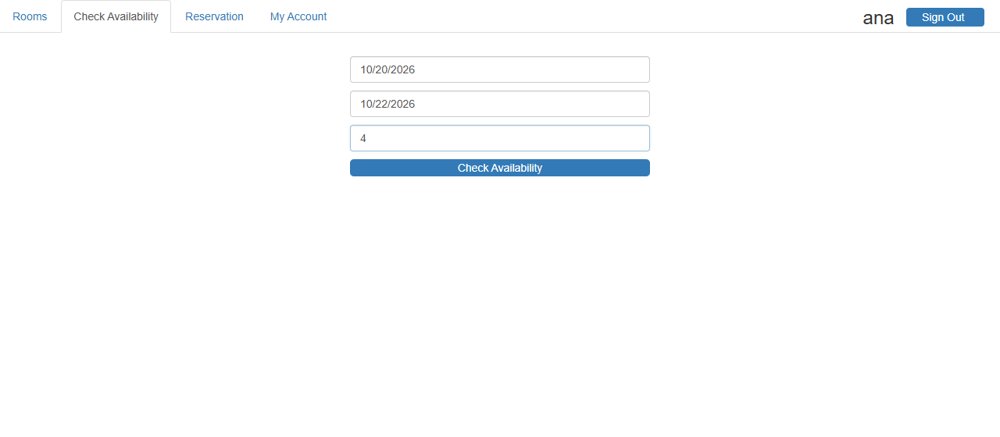 Rooms Check Availability Reservation My Account ana Sign Out
10/20/2026
10/22/2026
4
Check Availability